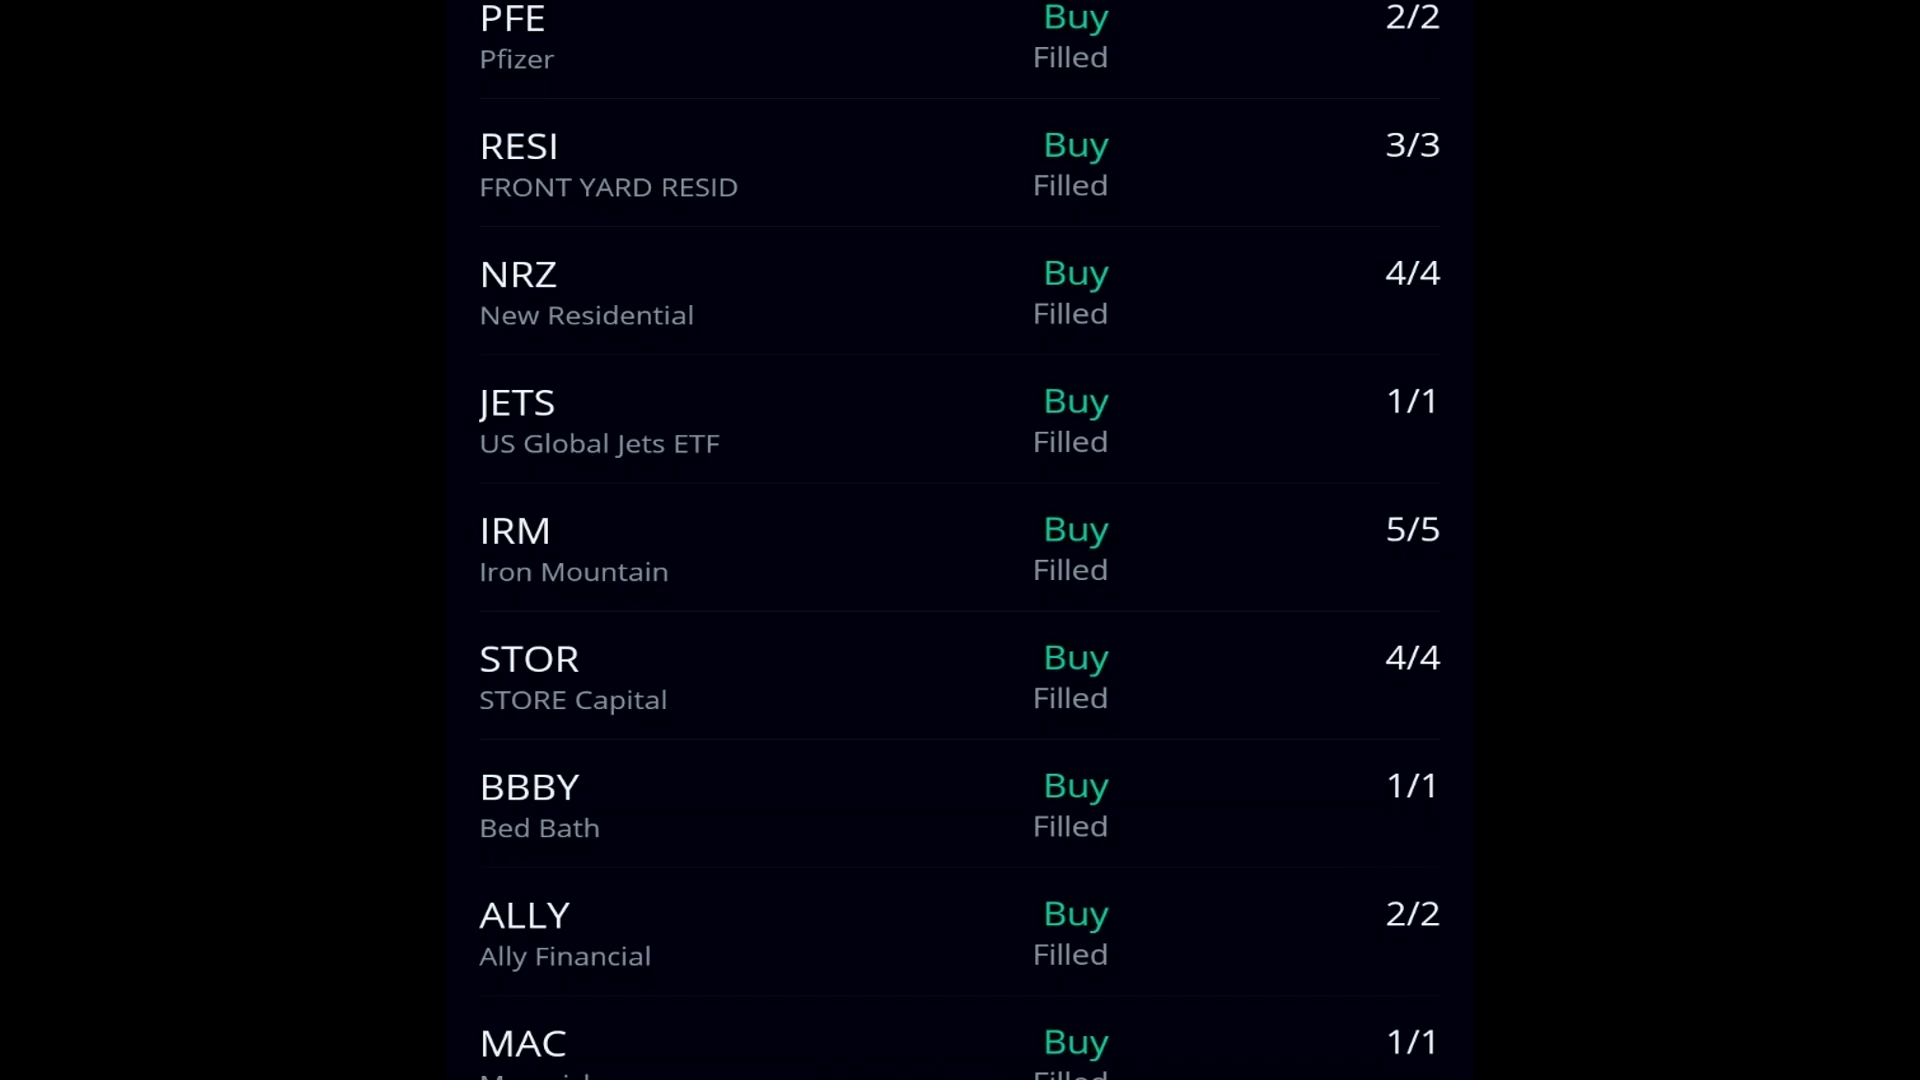 PFE Buy 2/2
Pfizer Filled
RESI Buy 3/3
FRONT YARD RESID Filled
NRZ Buy 4/4
New Residential Filled
JETS Buy 1/1
US Global Jets ETF Filled
IRM Buy 5/5
Iron Mountain Filled
STOR Buy 4/4
STORE Capital Filled
BBBY Buy 1/1
Bed Bath Filled
ALLY Buy 2/2
Ally Financial Filled
MAC Buy 1/1